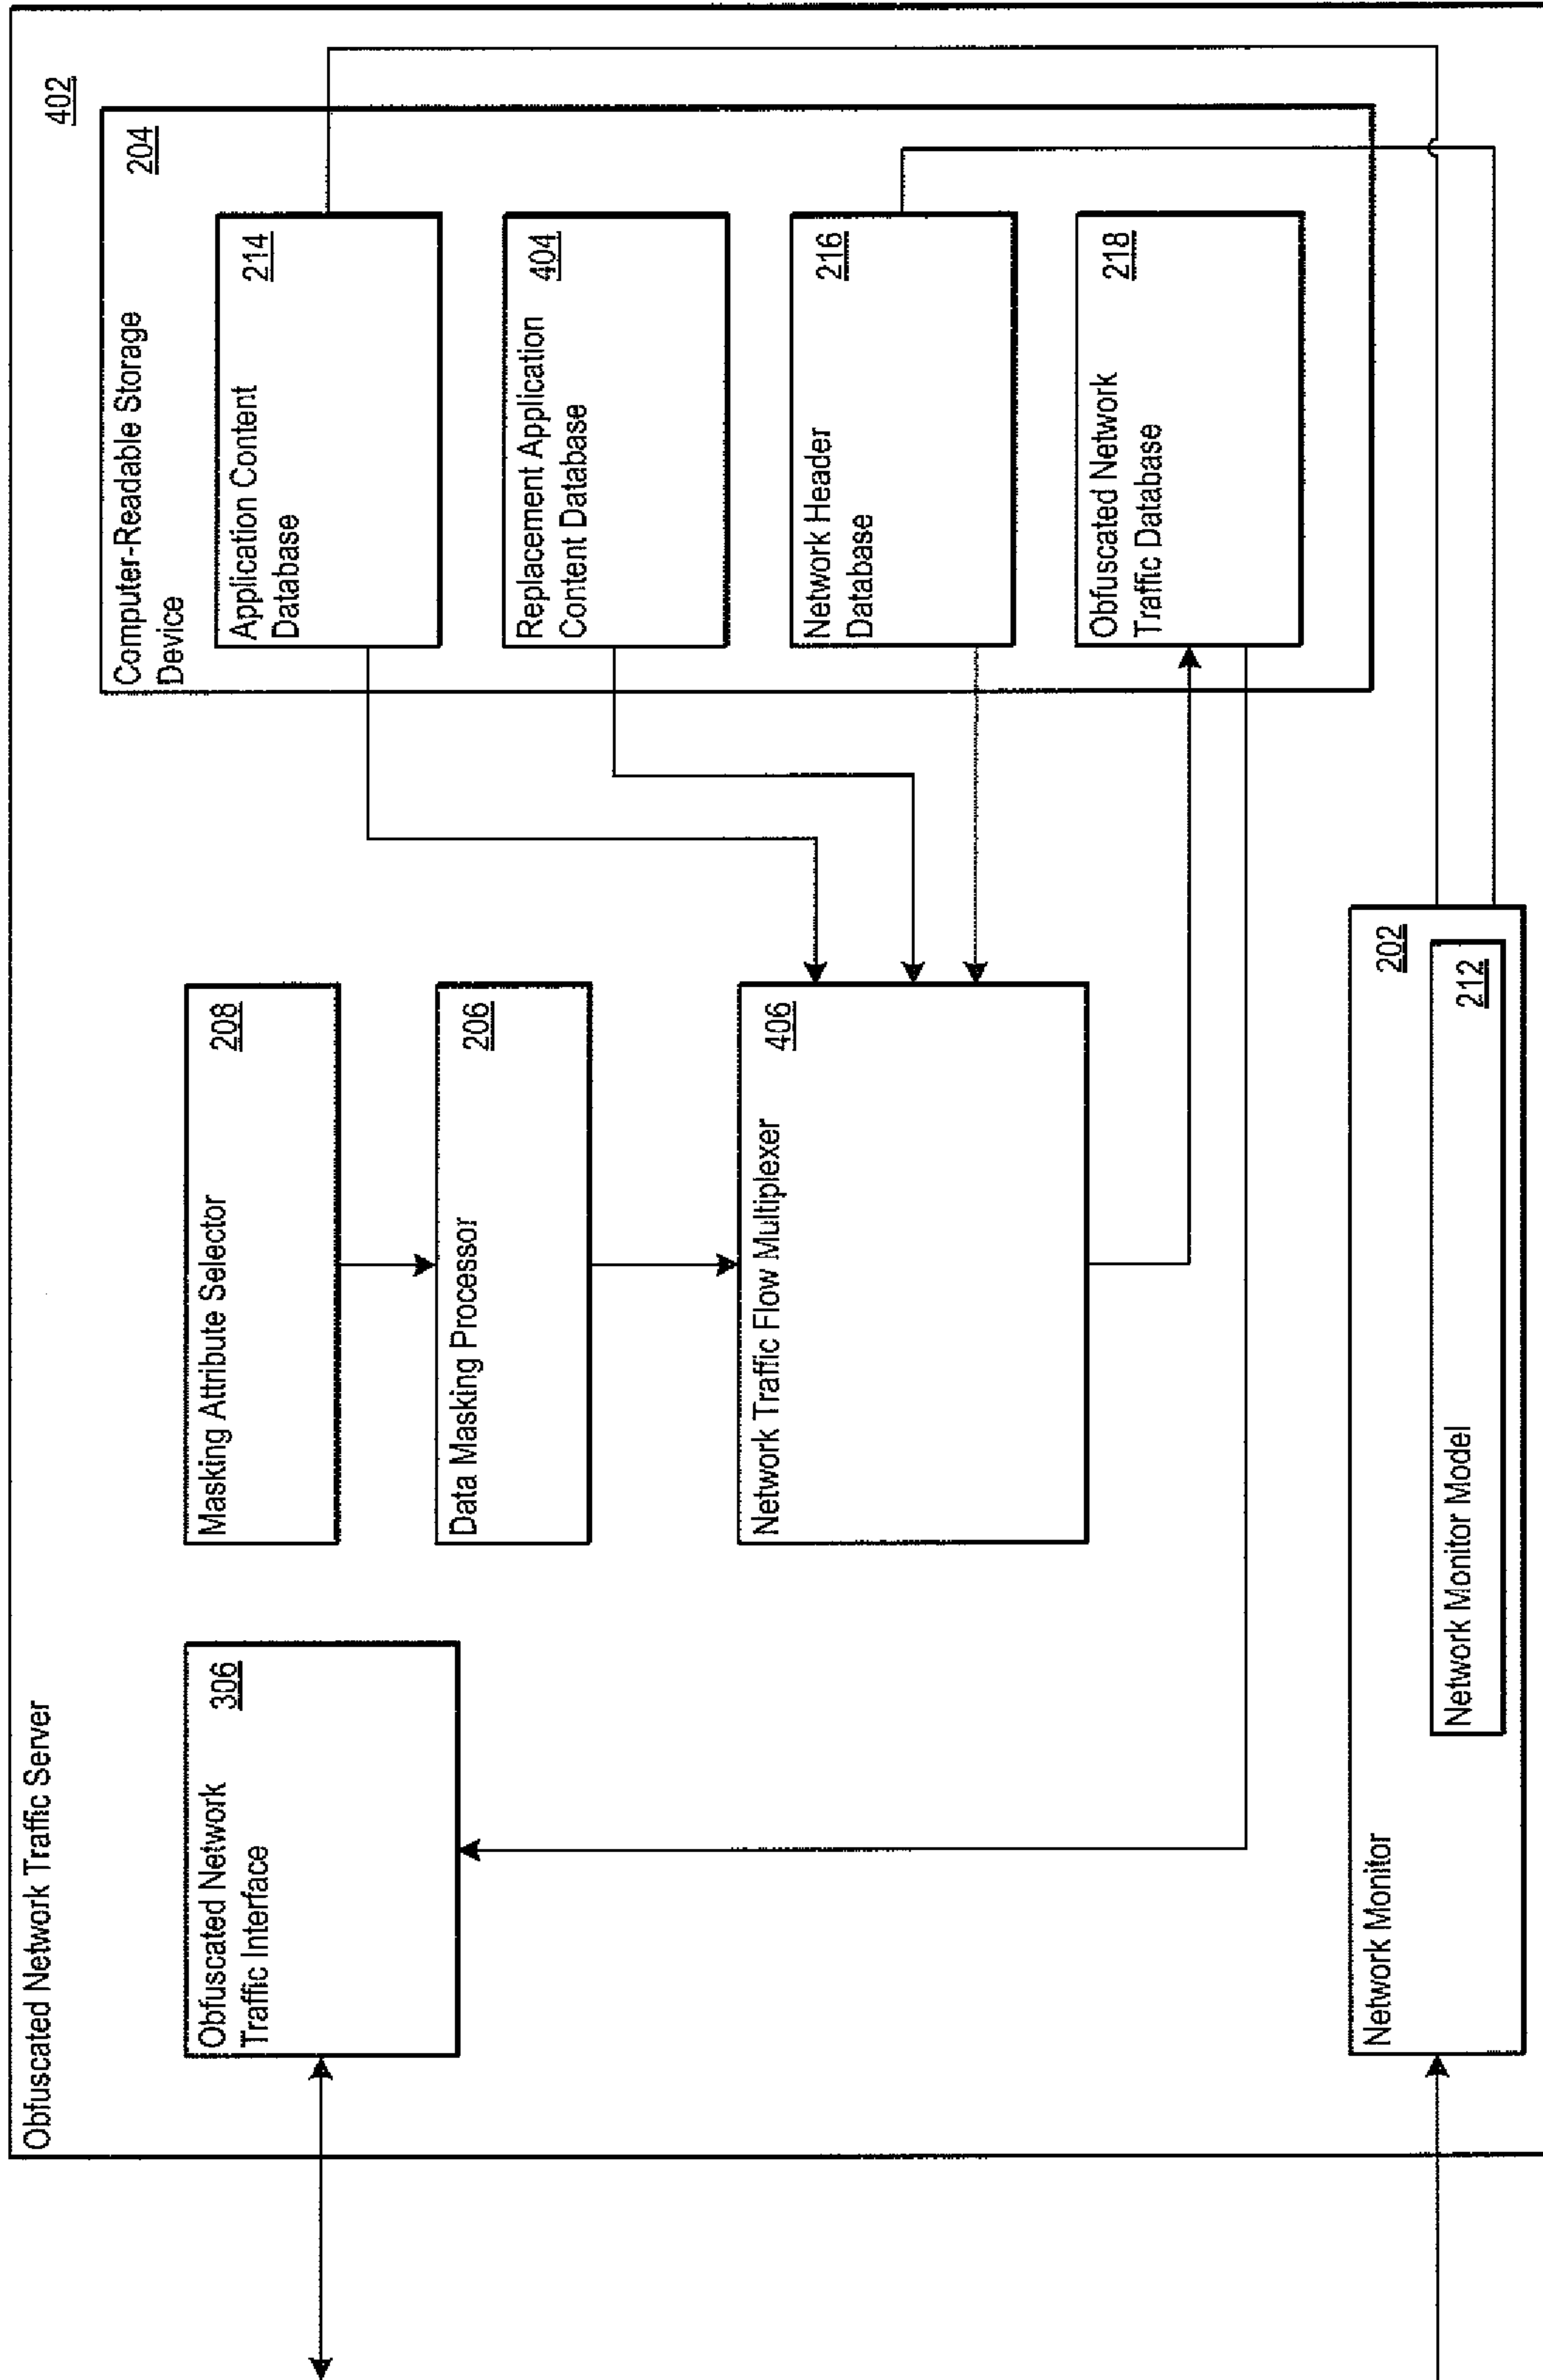 Obfuscated Network Traffic Server
402
Obfuscated Network
Traffic Interface
306
Masking Attribute Selector
208
Data Masking Processor
206
Network Traffic Flow Multiplexer
406
Computer-Readable Storage
Device
204
Application Content
Database
214
Replacement Application
Content Database
404
Network Header
Database
216
Obfuscated Network
Traffic Database
218
Network Monitor
202
Network Monitor Model
212